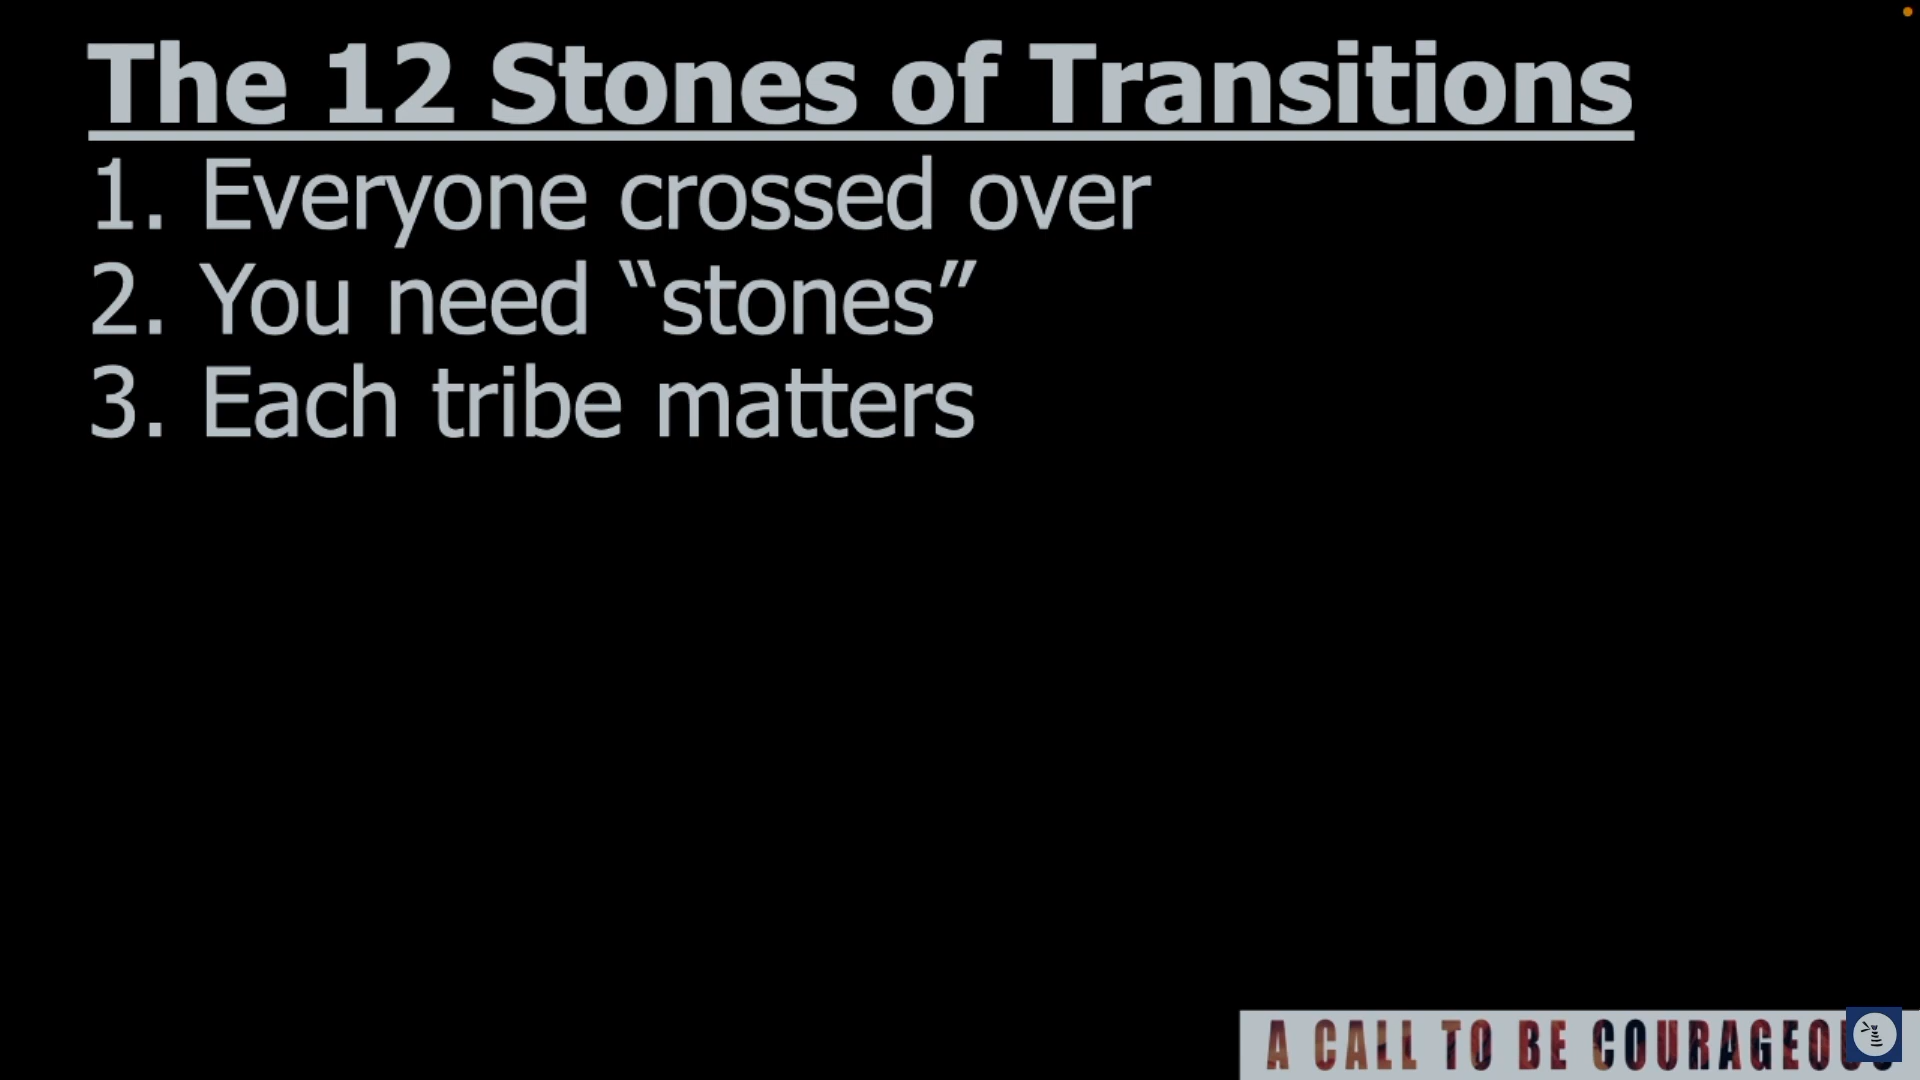 The 12 Stones of Transitions
1. Everyone crossed over
2. You need “stones”
3. Each tribe matters
A CALL TO BE COURAGEOUS